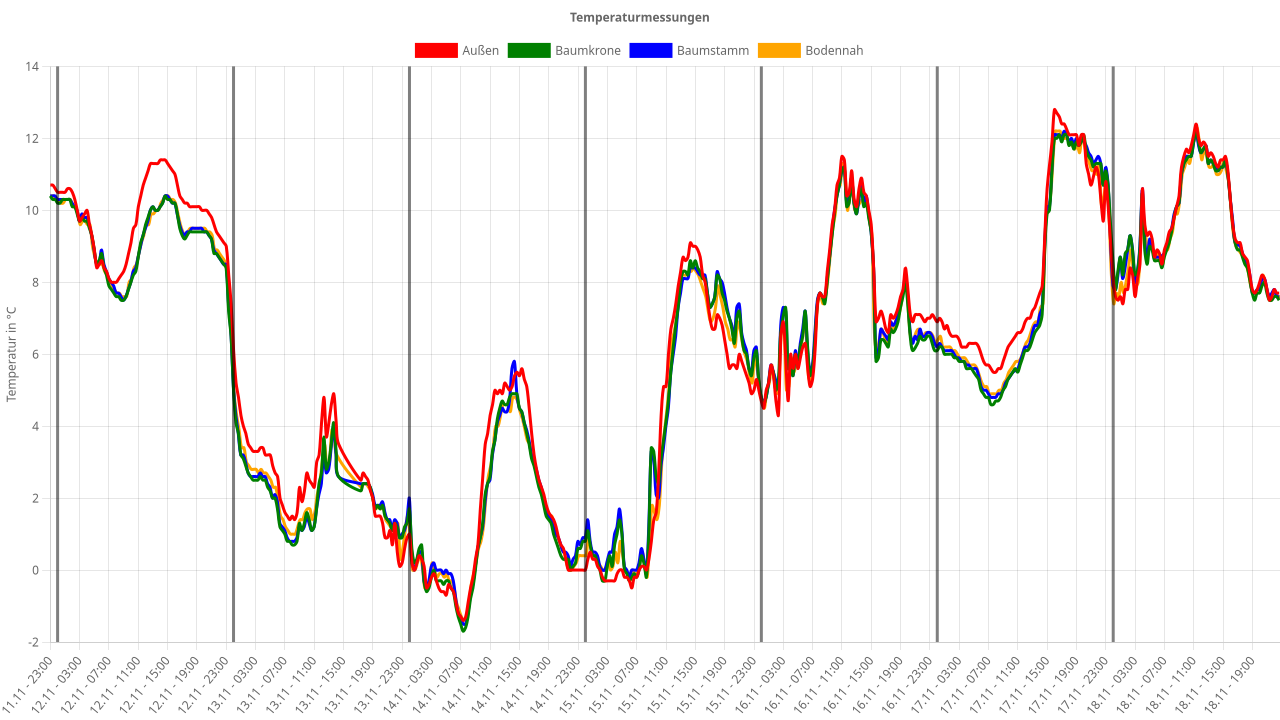 Temperaturmessungen
Außen
Baumkrone
Baumstamm
Bodennah
Temperatur in °C
14
12
10
8
6
4
2
0
-2
11.11 - 23:00
12.11 - 03:00
12.11 - 07:00
12.11 - 11:00
12.11 - 15:00
12.11 - 19:00
12.11 - 23:00
13.11 - 03:00
13.11 - 07:00
13.11 - 11:00
13.11 - 15:00
13.11 - 19:00
13.11 - 23:00
14.11 - 03:00
14.11 - 07:00
14.11 - 11:00
14.11 - 15:00
14.11 - 19:00
14.11 - 23:00
15.11 - 03:00
15.11 - 07:00
15.11 - 11:00
15.11 - 15:00
15.11 - 19:00
15.11 - 23:00
16.11 - 03:00
16.11 - 07:00
16.11 - 11:00
16.11 - 15:00
16.11 - 19:00
16.11 - 23:00
17.11 - 03:00
17.11 - 07:00
17.11 - 11:00
17.11 - 15:00
17.11 - 19:00
17.11 - 23:00
18.11 - 03:00
18.11 - 07:00
18.11 - 11:00
18.11 - 15:00
18.11 - 19:00